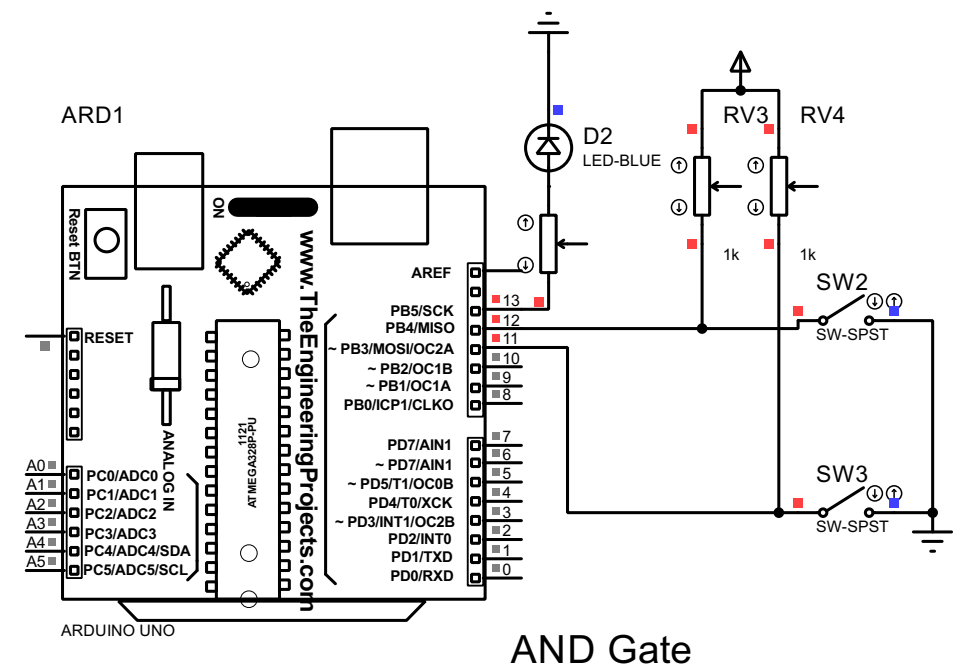 ARD1
D2
LED-BLUE
RV3
RV4
1k
1k
SW2
SW-SPST
SW3
SW-SPST
Reset BTN
ON
www.TheEngineeringProjects.com
ANALOG IN
1121
ATMEGA328P-PU
RESET
A0 PC0/ADC0
A1 PC1/ADC1
A2 PC2/ADC2
A3 PC3/ADC3
A4 PC4/ADC4/SDA
A5 PC5/ADC5/SCL
AREF
PB5/SCK 13
PB4/MISO 12
~ PB3/MOSI/OC2A 11
~ PB2/OC1B 10
~ PB1/OC1A 9
PB0/ICP1/CLKO 8
PD7/AIN1 7
~ PD7/AIN1 6
~ PD5/T1/OC0B 5
PD4/T0/XCK 4
~ PD3/INT1/OC2B 3
PD2/INT0 2
PD1/TXD 1
PD0/RXD 0
ARDUINO UNO
AND Gate